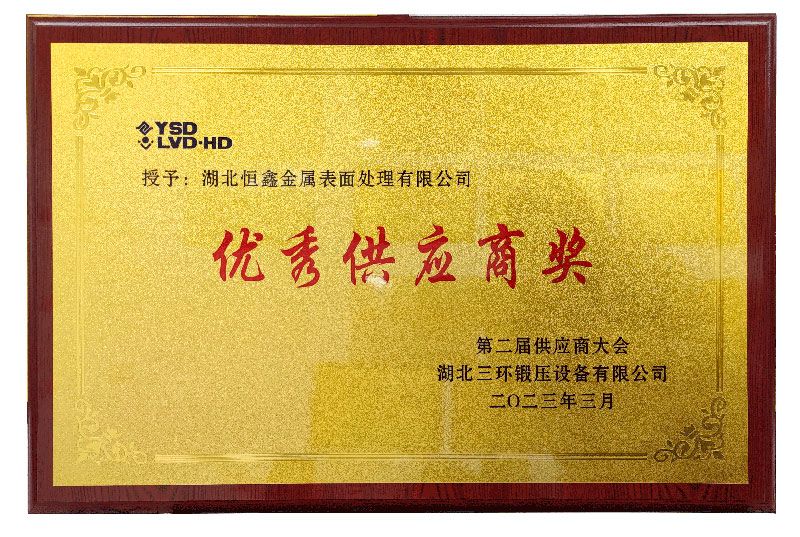 YSD
LVD·HD
授予：湖北恒鑫金属表面处理有限公司
优秀供应商奖
第二届供应商大会
湖北三环锻压设备有限公司
二〇二三年三月